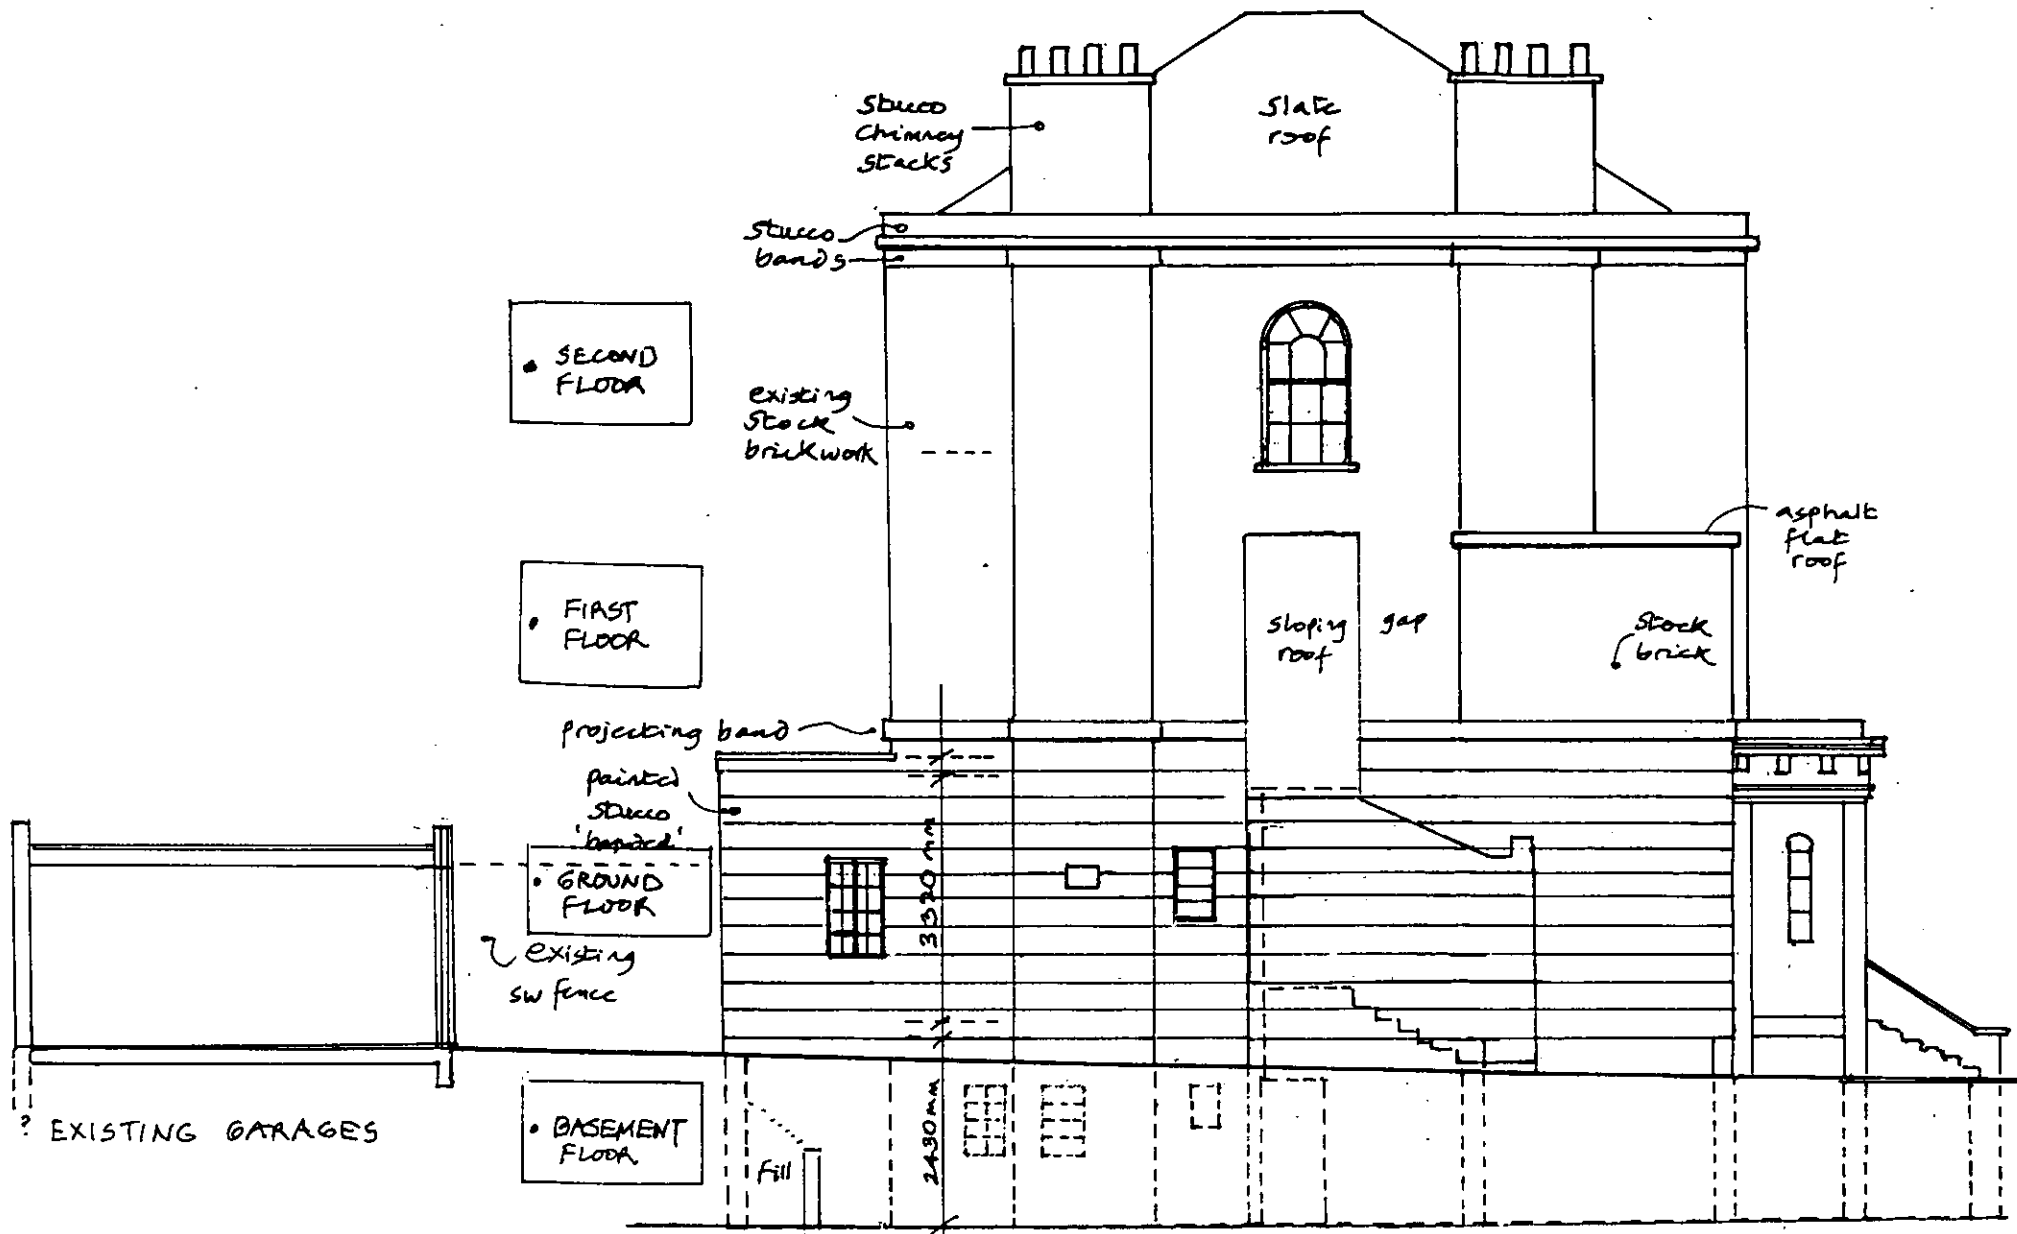 stucco
chimney
stacks
slate
roof
stucco
bands
SECOND
FLOOR
existing
stock
brickwork
asphalt
flat
roof
FIRST
FLOOR
sloping
roof
gap
stock
brick
projecting band
painted
stucco
'banded'
GROUND
FLOOR
3320 mm
existing
sw fence
? EXISTING GARAGES
BASEMENT
FLOOR
Fill
2430mm